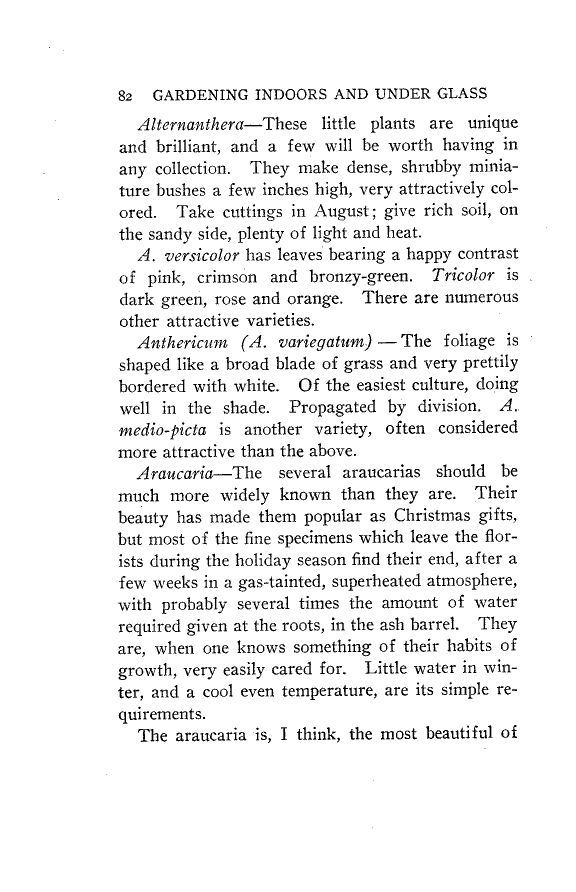 82 GARDENING INDOORS AND UNDER GLASS
Alternanthera—These little plants are unique
and brilliant, and a few will be worth having in
any collection. They make dense, shrubby minia-
ture bushes a few inches high, very attractively col-
ored. Take cuttings in August; give rich soil, on
the sandy side, plenty of light and heat.
A. versicolor has leaves bearing a happy contrast
of pink, crimson and bronzy-green. Tricolor is
dark green, rose and orange. There are numerous
other attractive varieties.
Anthericum (A. variegatum) — The foliage is
shaped like a broad blade of grass and very prettily
bordered with white. Of the easiest culture, doing
well in the shade. Propagated by division. A.
medio-picta is another variety, often considered
more attractive than the above.
Araucaria—The several araucarias should be
much more widely known than they are. Their
beauty has made them popular as Christmas gifts,
but most of the fine specimens which leave the flor-
ists during the holiday season find their end, after a
few weeks in a gas-tainted, superheated atmosphere,
with probably several times the amount of water
required given at the roots, in the ash barrel. They
are, when one knows something of their habits of
growth, very easily cared for. Little water in win-
ter, and a cool even temperature, are its simple re-
quirements.
The araucaria is, I think, the most beautiful of